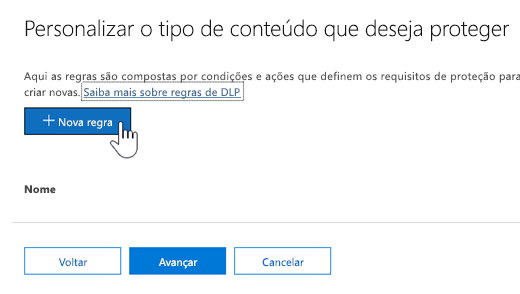 Personalizar o tipo de conteúdo que deseja proteger
Aqui as regras são compostas por condições e ações que definem os requisitos de proteção para
criar novas. Saiba mais sobre regras de DLP
+ Nova regra
Nome
Voltar Avançar Cancelar